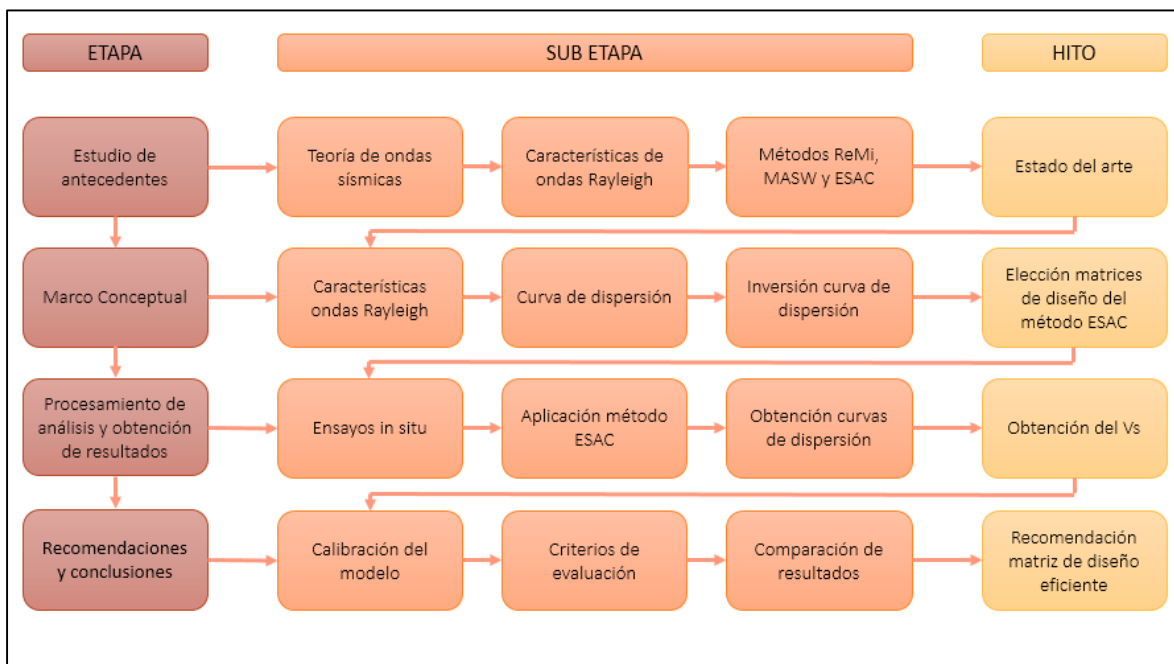 ETAPA
SUB ETAPA
HITO
Estudio de
antecedentes
Teoría de ondas
sísmicas
Características de
ondas Rayleigh
Métodos ReMi,
MASW y ESAC
Estado del arte
Marco Conceptual
Características
ondas Rayleigh
Curva de dispersión
Inversión curva de
dispersión
Elección matrices
de diseño del
método ESAC
Procesamiento de
análisis y obtención
de resultados
Ensayos in situ
Aplicación método
ESAC
Obtención curvas
de dispersión
Obtención del Vs
Recomendaciones
y conclusiones
Calibración del
modelo
Criterios de
evaluación
Comparación de
resultados
Recomendación
matriz de diseño
eficiente